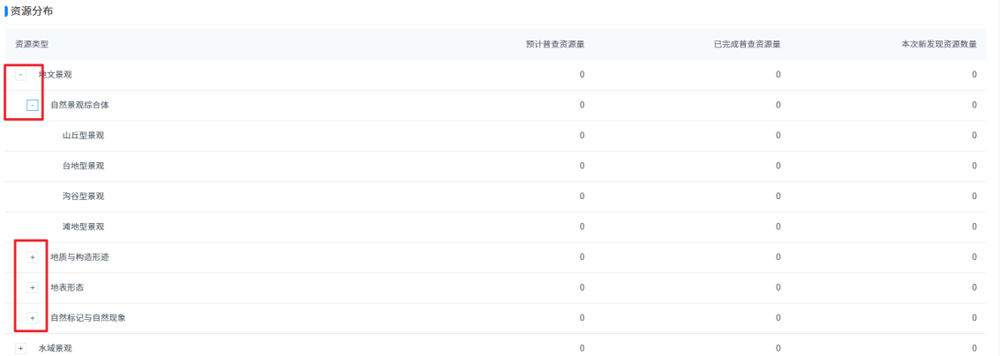 资源分布
资源类型 预计普查资源量 已完成普查资源量 本次新发现资源数量
- 地文景观 0 0 0
- 自然景观综合体 0 0 0
山丘型景观 0 0 0
台地型景观 0 0 0
沟谷型景观 0 0 0
滩地型景观 0 0 0
+ 地质与构造形迹 0 0 0
+ 地表形态 0 0 0
+ 自然标记与自然现象 0 0 0
+ 水域景观 0 0 0